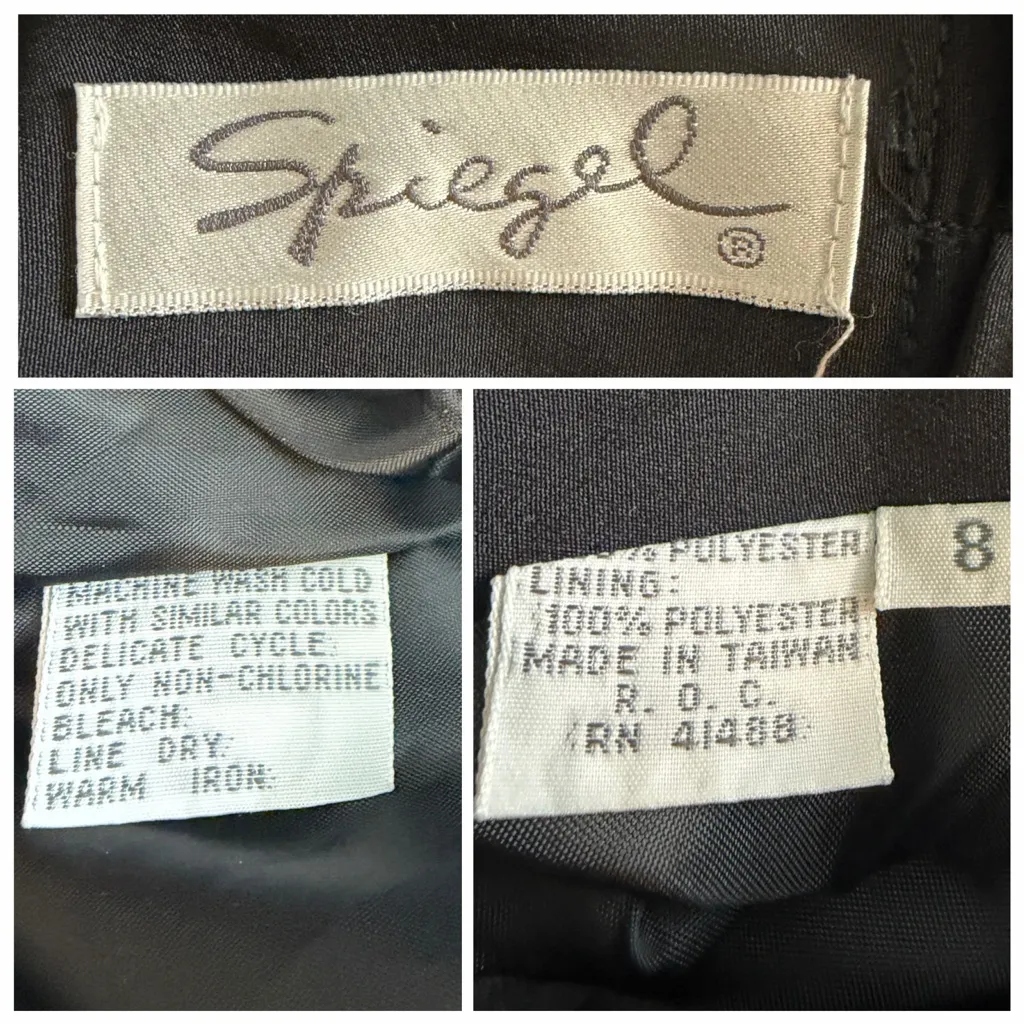 Spiegel
®
MACHINE WASH COLD
WITH SIMILAR COLORS
DELICATE CYCLE:
ONLY NON-CHLORINE
BLEACH:
LINE DRY:
WARM IRON:
% POLYESTER
LINING:
100% POLYESTER
MADE IN TAIWAN
R. O. C.
RN 41488
8